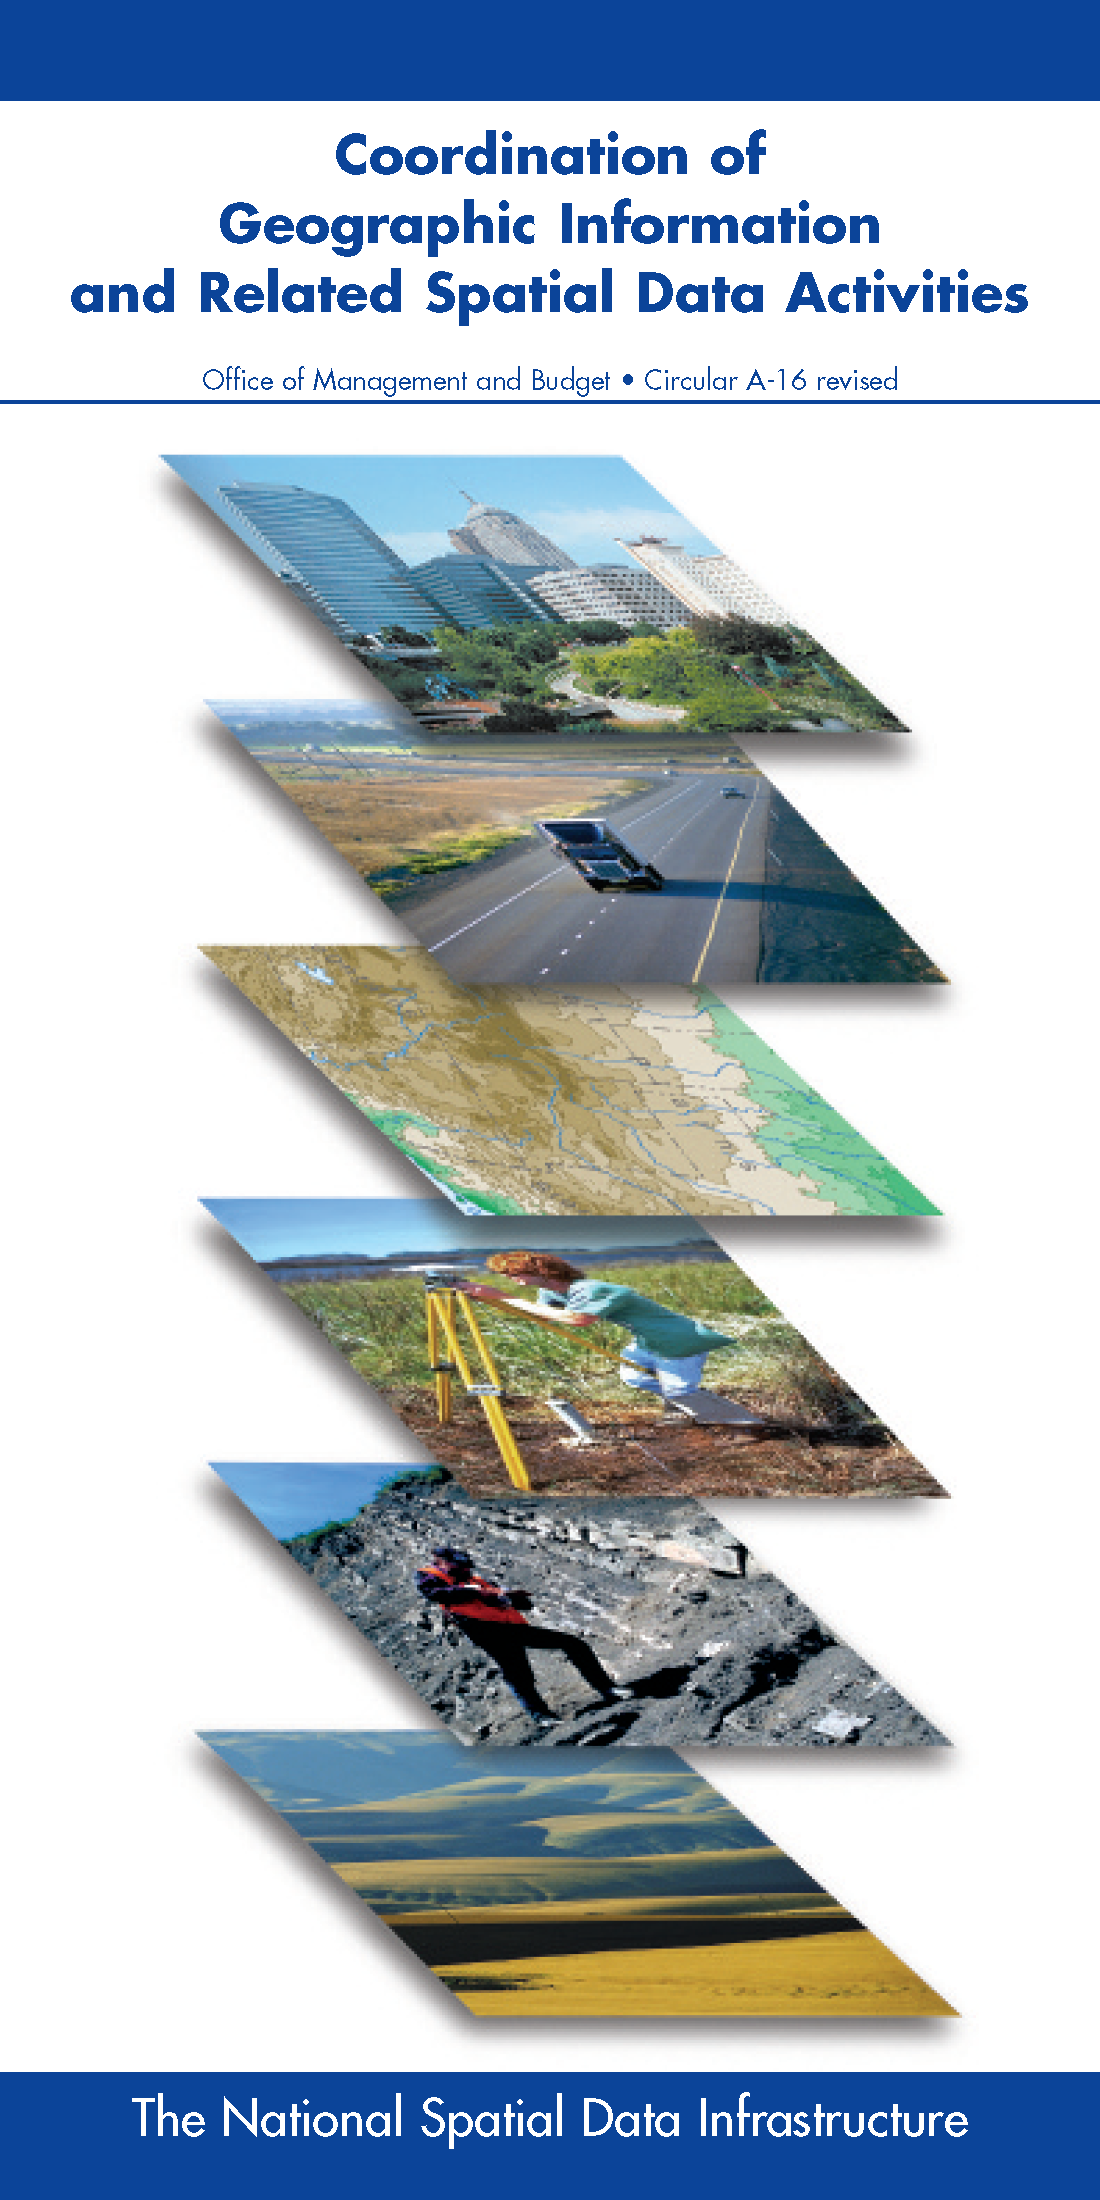 Coordination of
Geographic Information
and Related Spatial Data Activities
Office of Management and Budget • Circular A-16 revised
The National Spatial Data Infrastructure